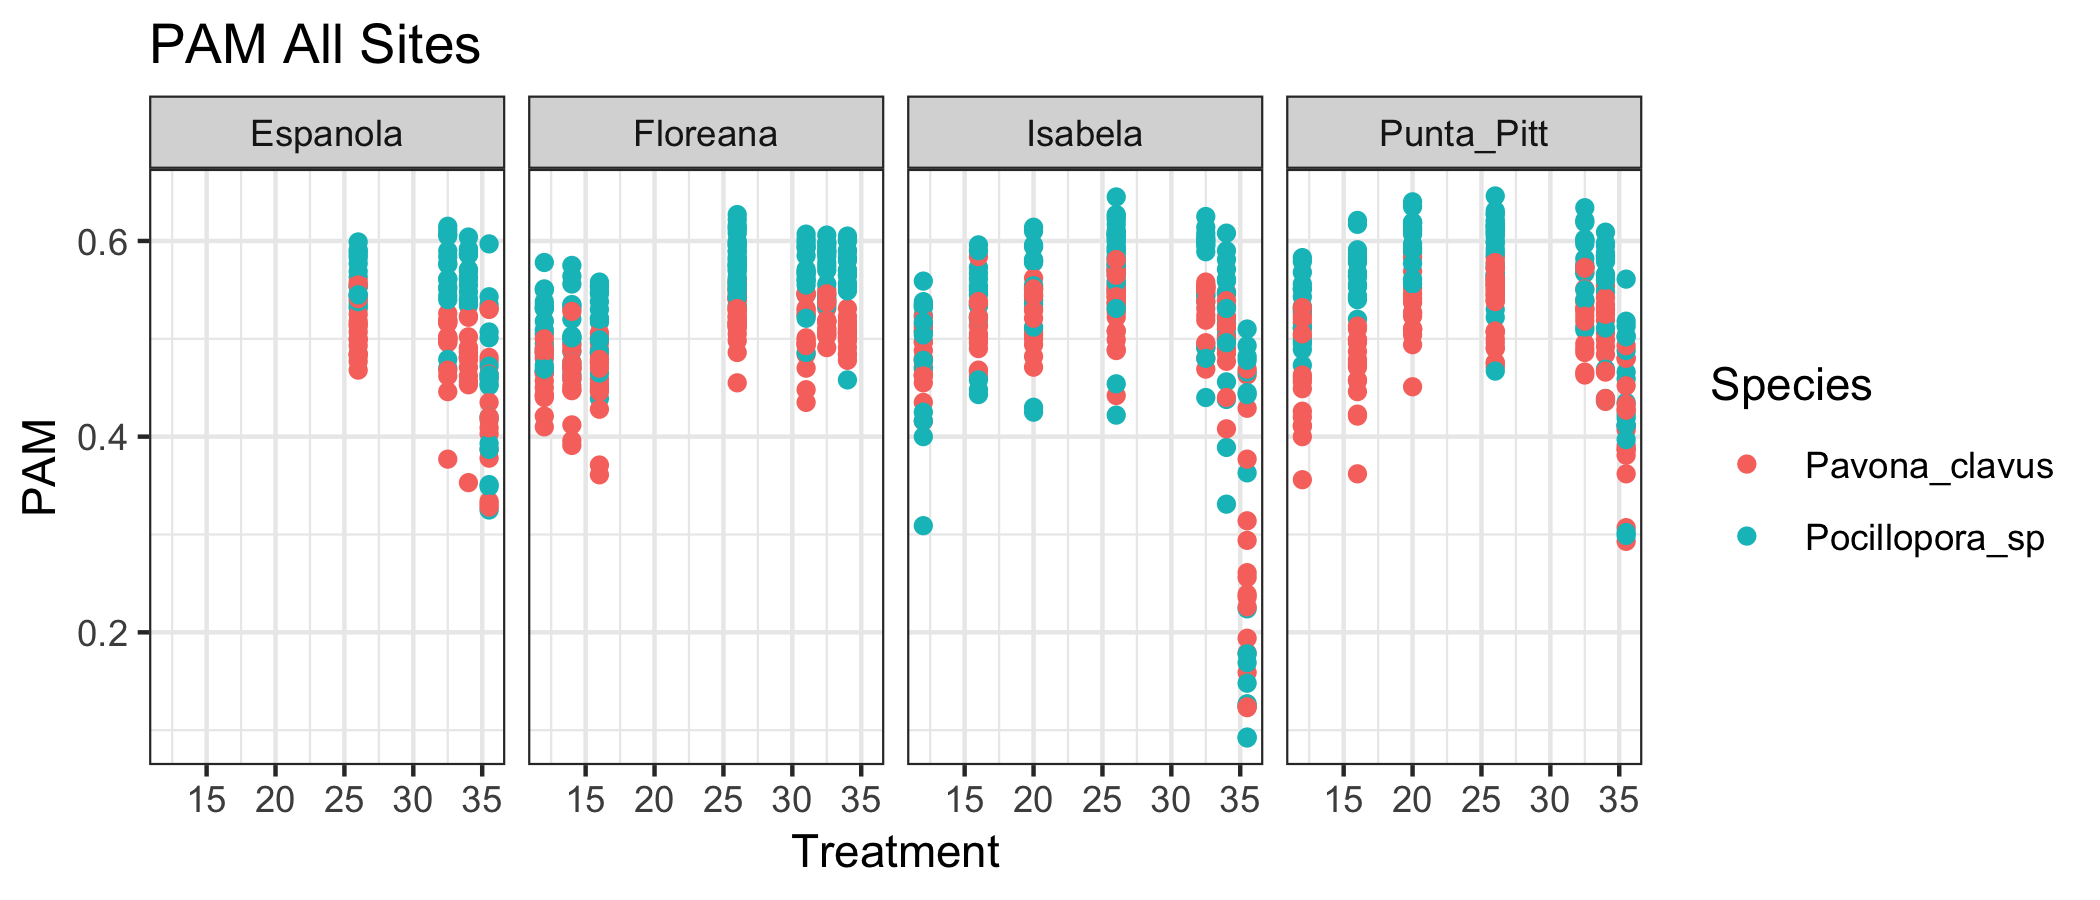 PAM All Sites
Espanola Floreana Isabela Punta_Pitt
0.6
0.4
0.2
PAM
15 20 25 30 35 15 20 25 30 35 15 20 25 30 35 15 20 25 30 35
Treatment
Species
Pavona_clavus
Pocillopora_sp